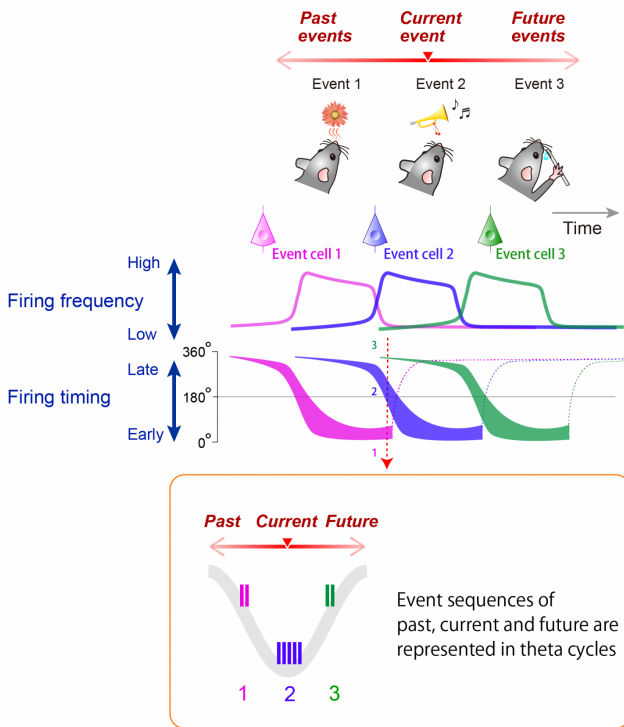 Past events
Current event
Future events
Event 1
Event 2
Event 3
Time
Event cell 1
Event cell 2
Event cell 3
High
Firing frequency
Low
360°
Late
3
Firing timing
180°
2
Early
0°
1
Past Current Future
Event sequences of
past, current and future are
represented in theta cycles
1 2 3